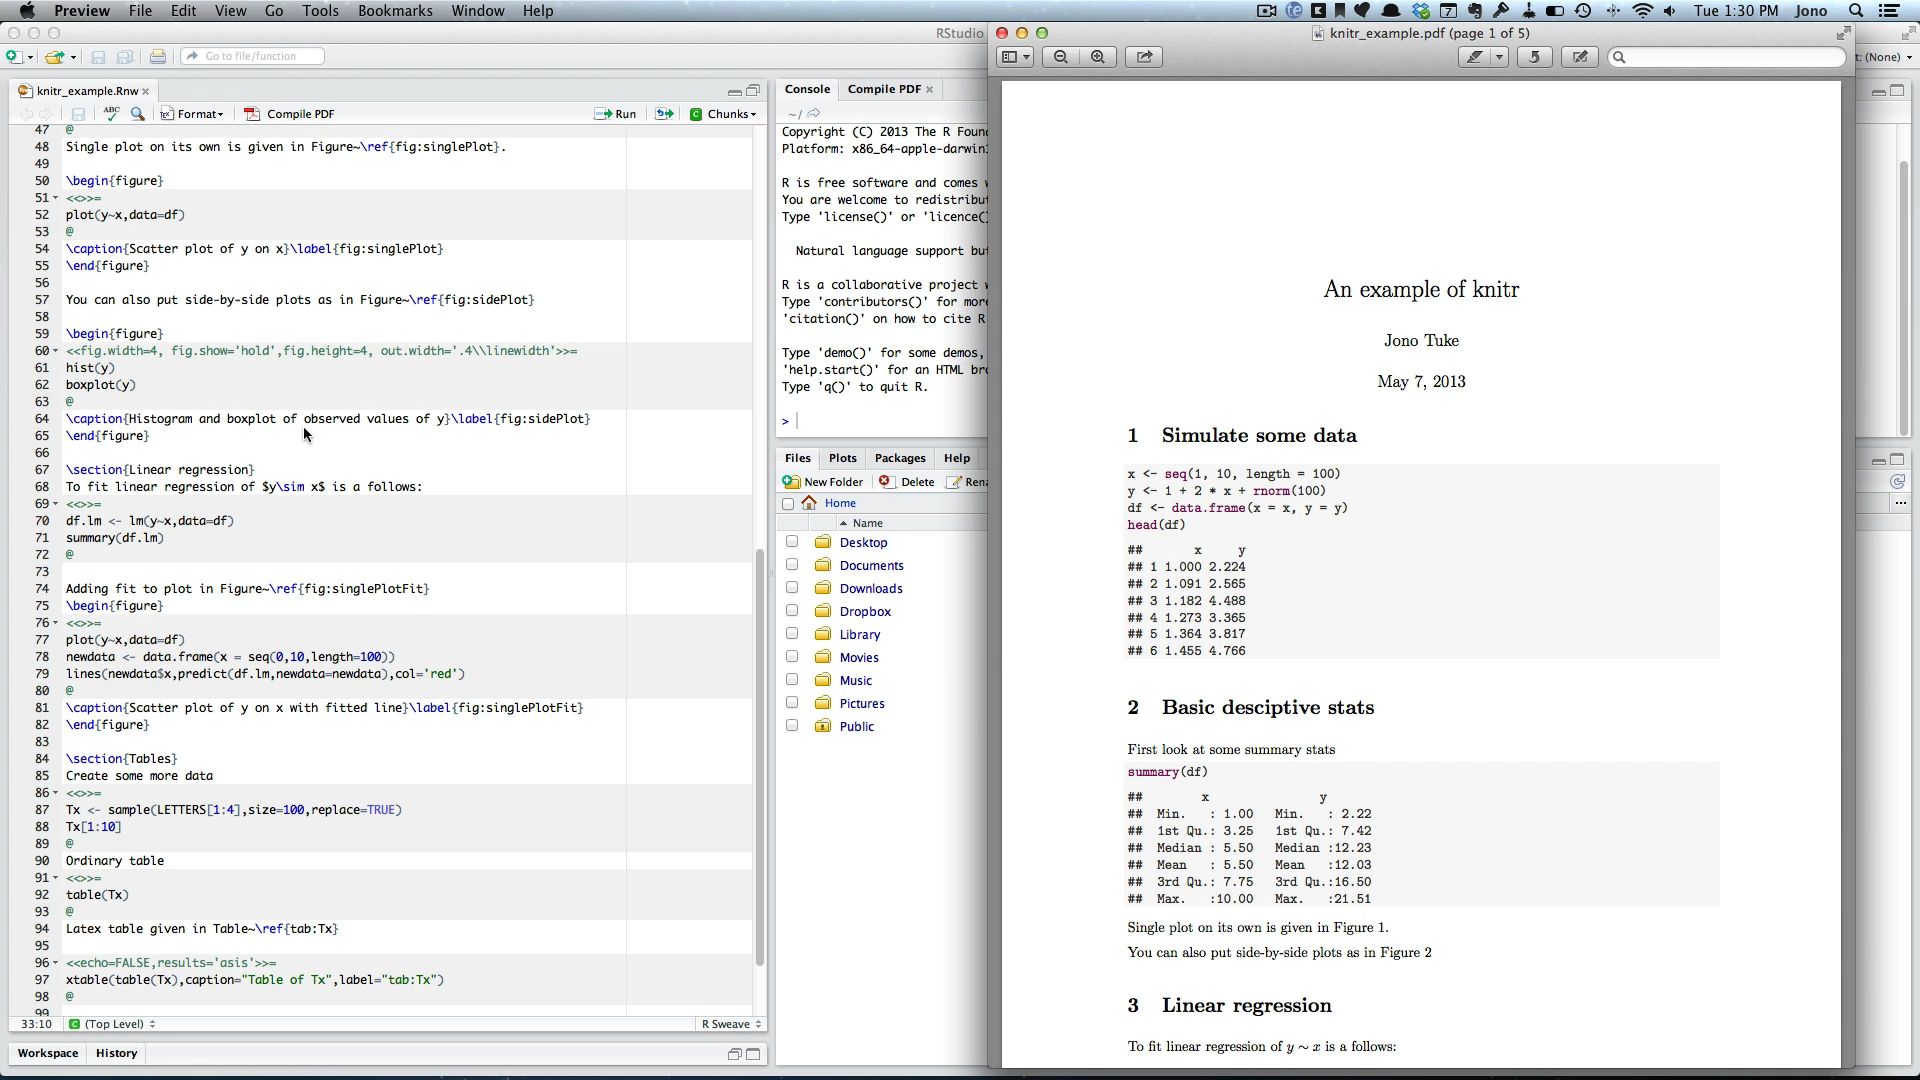 Preview File Edit View Go Tools Bookmarks Window Help
Tue 1:30 PM Jono
RStudio
Go to file/function
knitr_example.Rnw
ABC Format Compile PDF Run Chunks
47 @
48 Single plot on its own is given in Figure~\ref{fig:singlePlot}.
49
50 \begin{figure}
51 <<>>=
52 plot(y~x,data=df)
53 @
54 \caption{Scatter plot of y on x}\label{fig:singlePlot}
55 \end{figure}
56
57 You can also put side-by-side plots as in Figure~\ref{fig:sidePlot}
58
59 \begin{figure}
60 <<fig.width=4, fig.show='hold',fig.height=4, out.width='.4\\linewidth'>>=
61 hist(y)
62 boxplot(y)
63 @
64 \caption{Histogram and boxplot of observed values of y}\label{fig:sidePlot}
65 \end{figure}
66
67 \section{Linear regression}
68 To fit linear regression of $y\sim x$ is a follows:
69 <<>>=
70 df.lm <- lm(y~x,data=df)
71 summary(df.lm)
72 @
73
74 Adding fit to plot in Figure~\ref{fig:singlePlotFit}
75 \begin{figure}
76 <<>>=
77 plot(y~x,data=df)
78 newdata <- data.frame(x = seq(0,10,length=100))
79 lines(newdata$x,predict(df.lm,newdata=newdata),col='red')
80 @
81 \caption{Scatter plot of y on x with fitted line}\label{fig:singlePlotFit}
82 \end{figure}
83
84 \section{Tables}
85 Create some more data
86 <<>>=
87 Tx <- sample(LETTERS[1:4],size=100,replace=TRUE)
88 Tx[1:10]
89 @
90 Ordinary table
91 <<>>=
92 table(Tx)
93 @
94 Latex table given in Table~\ref{tab:Tx}
95
96 <<echo=FALSE,results='asis'>>=
97 xtable(table(Tx),caption="Table of Tx",label="tab:Tx")
98 @
99
33:10 (Top Level) R Sweave
Workspace History
Console Compile PDF
~/
Copyright (C) 2013 The R Foun
Platform: x86_64-apple-darwin
R is free software and comes
You are welcome to redistribu
Type 'license()' or 'licence(
Natural language support bu
R is a collaborative project
Type 'contributors()' for mor
'citation()' on how to cite R
Type 'demo()' for some demos,
'help.start()' for an HTML br
Type 'q()' to quit R.
>
Files Plots Packages Help
New Folder Delete Rena
Home
Name
Desktop
Documents
Downloads
Dropbox
Library
Movies
Music
Pictures
Public
knitr_example.pdf (page 1 of 5)
t: (None)
An example of knitr
Jono Tuke
May 7, 2013
1 Simulate some data
x <- seq(1, 10, length = 100)
y <- 1 + 2 * x + rnorm(100)
df <- data.frame(x = x, y = y)
head(df)
## x y
## 1 1.000 2.224
## 2 1.091 2.565
## 3 1.182 4.488
## 4 1.273 3.365
## 5 1.364 3.817
## 6 1.455 4.766
2 Basic desciptive stats
First look at some summary stats
summary(df)
## x y
## Min. : 1.00 Min. : 2.22
## 1st Qu.: 3.25 1st Qu.: 7.42
## Median : 5.50 Median :12.23
## Mean : 5.50 Mean :12.03
## 3rd Qu.: 7.75 3rd Qu.:16.50
## Max. :10.00 Max. :21.51
Single plot on its own is given in Figure 1.
You can also put side-by-side plots as in Figure 2
3 Linear regression
To fit linear regression of y ∼ x is a follows: